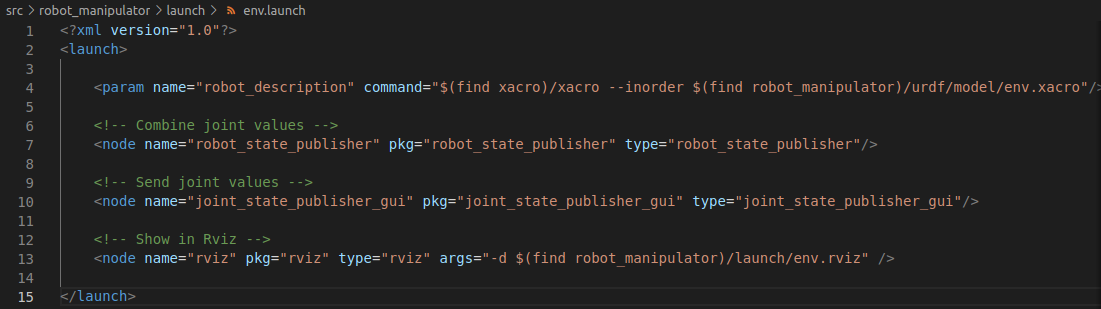 src > robot_manipulator > launch > env.launch
1 <?xml version="1.0"?>
2 <launch>
3
4 <param name="robot_description" command="$(find xacro)/xacro --inorder $(find robot_manipulator)/urdf/model/env.xacro"/>
5
6 <!-- Combine joint values -->
7 <node name="robot_state_publisher" pkg="robot_state_publisher" type="robot_state_publisher"/>
8
9 <!-- Send joint values -->
10 <node name="joint_state_publisher_gui" pkg="joint_state_publisher_gui" type="joint_state_publisher_gui"/>
11
12 <!-- Show in Rviz -->
13 <node name="rviz" pkg="rviz" type="rviz" args="-d $(find robot_manipulator)/launch/env.rviz" />
14
15 </launch>